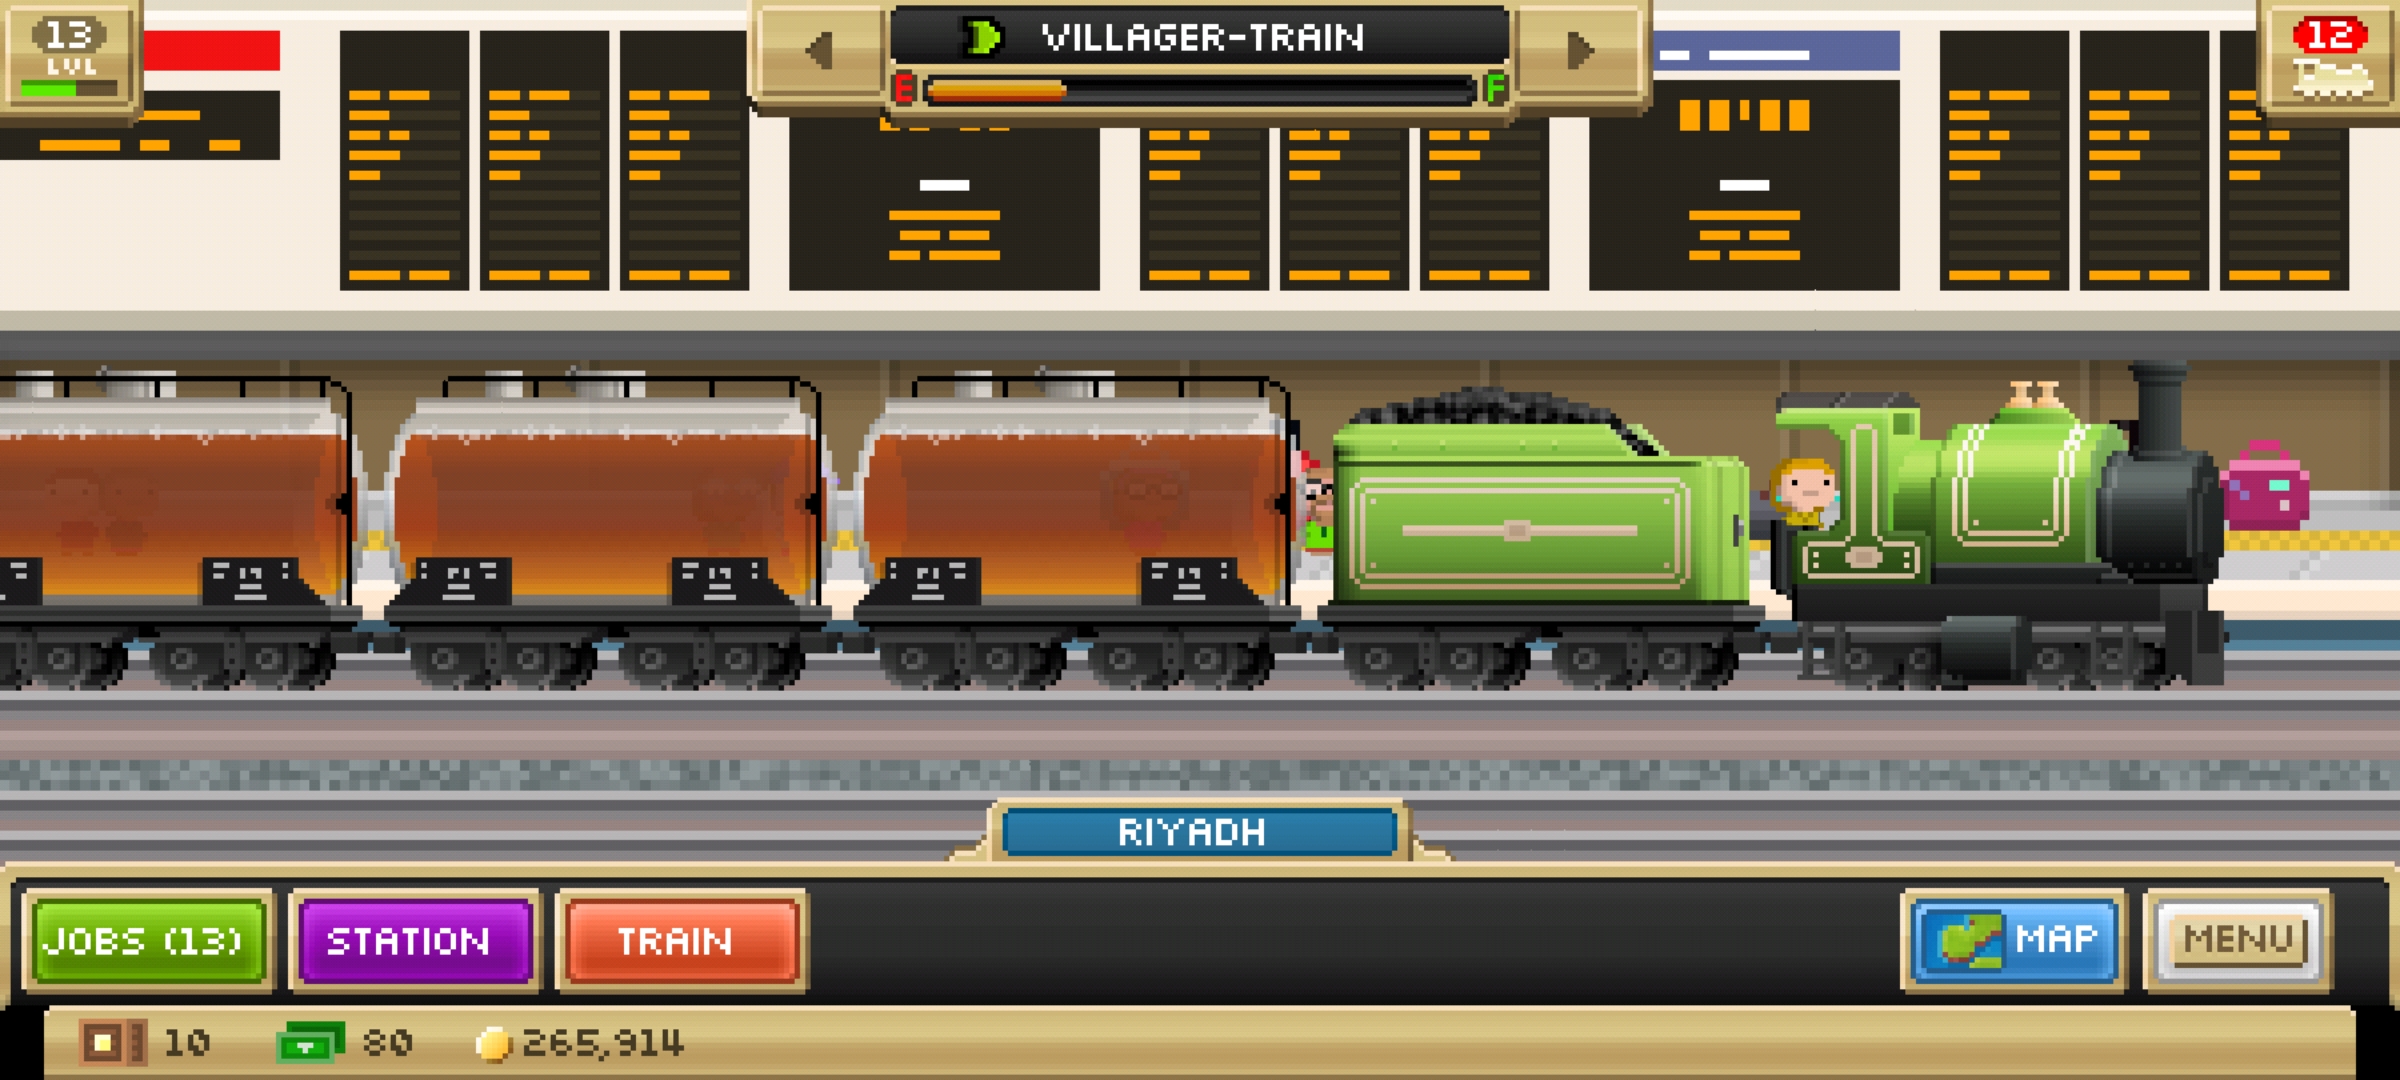 13
LVL
VILLAGER-TRAIN
E F
12
RIYADH
JOBS (13)
STATION
TRAIN
MAP
MENU
10
80
265,914